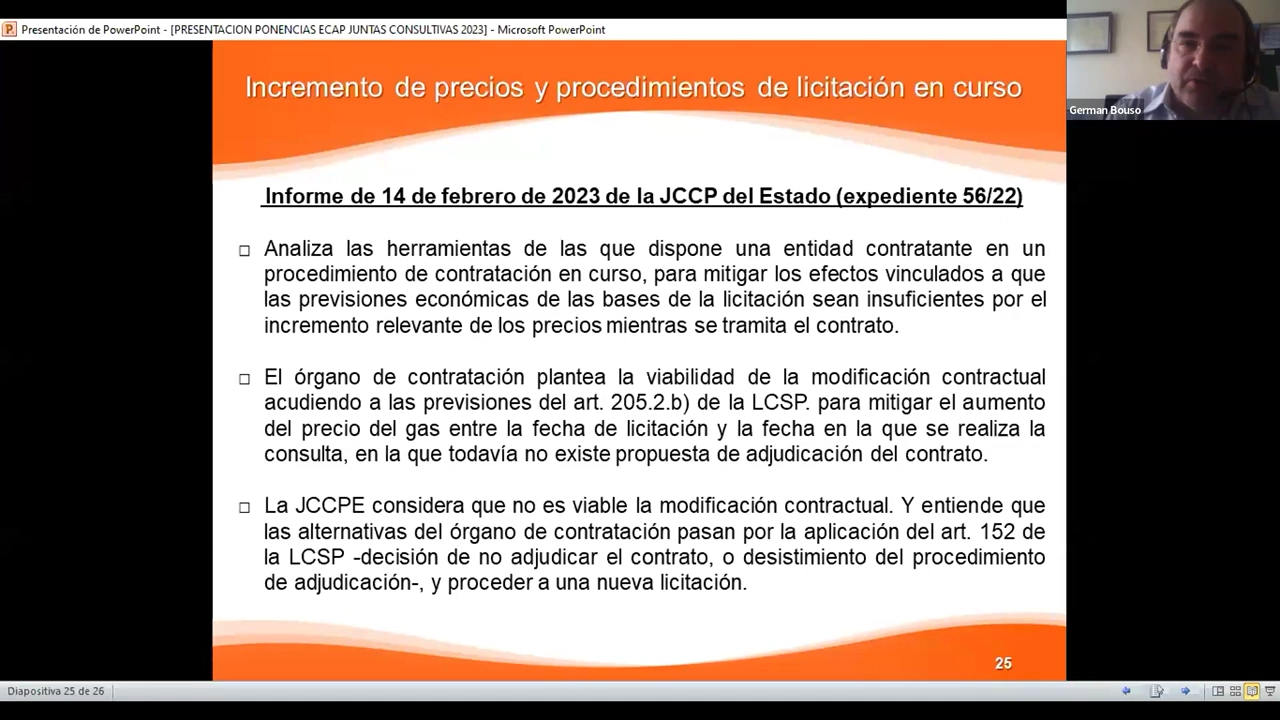 Presentación de PowerPoint - [PRESENTACION PONENCIAS ECAP JUNTAS CONSULTIVAS 2023] - Microsoft PowerPoint
German Bouso
Incremento de precios y procedimientos de licitación en curso
Informe de 14 de febrero de 2023 de la JCCP del Estado (expediente 56/22)
Analiza las herramientas de las que dispone una entidad contratante en un
procedimiento de contratación en curso, para mitigar los efectos vinculados a que
las previsiones económicas de las bases de la licitación sean insuficientes por el
incremento relevante de los precios mientras se tramita el contrato.
El órgano de contratación plantea la viabilidad de la modificación contractual
acudiendo a las previsiones del art. 205.2.b) de la LCSP. para mitigar el aumento
del precio del gas entre la fecha de licitación y la fecha en la que se realiza la
consulta, en la que todavía no existe propuesta de adjudicación del contrato.
La JCCPE considera que no es viable la modificación contractual. Y entiende que
las alternativas del órgano de contratación pasan por la aplicación del art. 152 de
la LCSP -decisión de no adjudicar el contrato, o desistimiento del procedimiento
de adjudicación-, y proceder a una nueva licitación.
25
Diapositiva 25 de 26